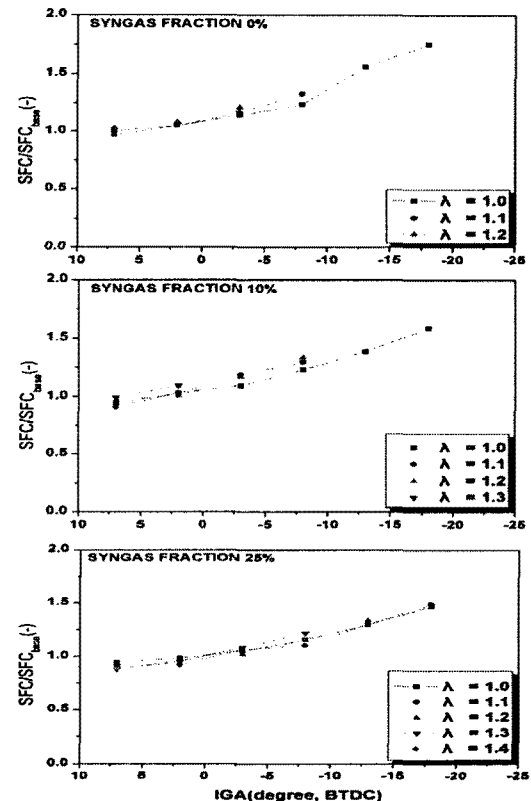 SYNGAS FRACTION 0%
2.0
1.5
1.0
0.5
0.0
SFC/SFC_base(-)
λ = 1.0
λ = 1.1
λ = 1.2
10 5 0 -5 -10 -15 -20 -25
SYNGAS FRACTION 10%
2.0
1.5
1.0
0.5
0.0
SFC/SFC_base(-)
λ = 1.0
λ = 1.1
λ = 1.2
λ = 1.3
10 5 0 -5 -10 -15 -20 -25
SYNGAS FRACTION 25%
2.0
1.5
1.0
0.5
0.0
SFC/SFC_base(-)
λ = 1.0
λ = 1.1
λ = 1.2
λ = 1.3
λ = 1.4
10 5 0 -5 -10 -15 -20 -25
IGA(degree, BTDC)